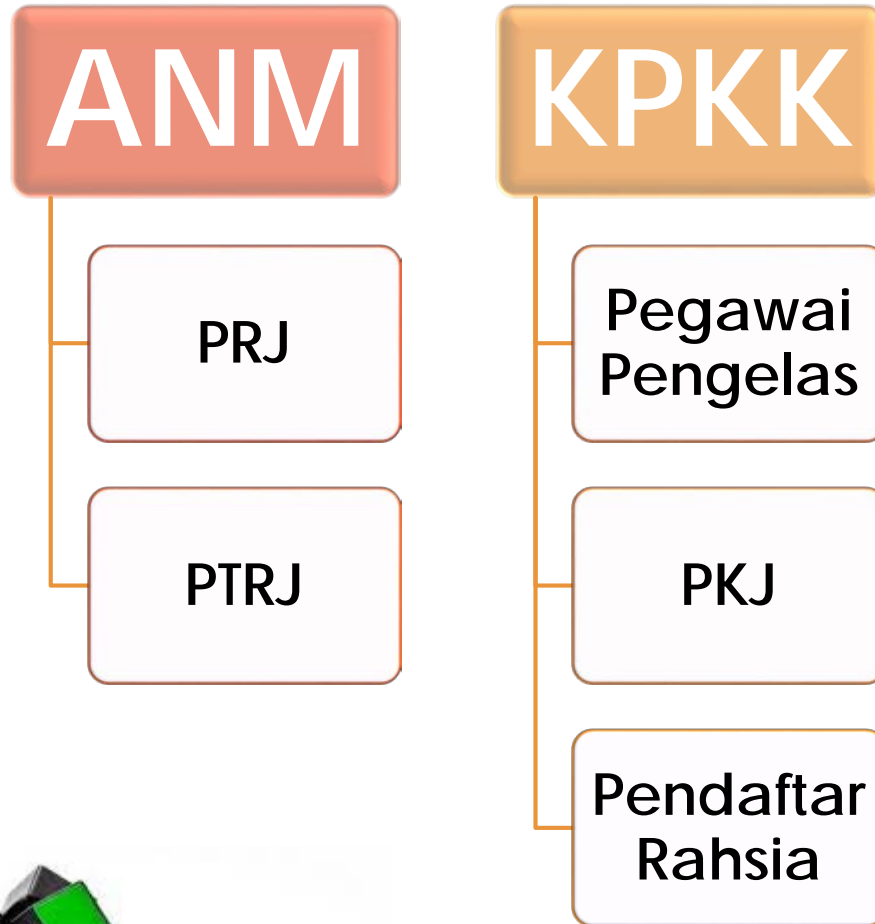 ANM
PRJ
PTRJ
KPKK
Pegawai
Pengelas
PKJ
Pendaftar
Rahsia